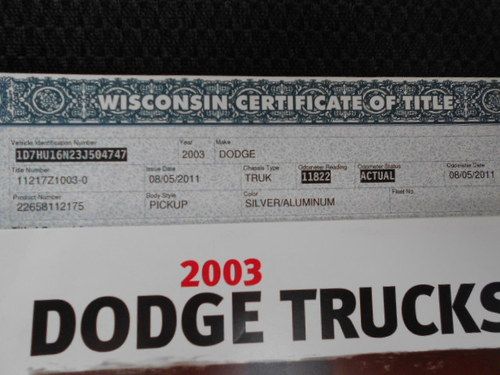 WISCONSIN CERTIFICATE OF TITLE
Vehicle Identification Number Year Make
1D7HU16N23J504747 2003 DODGE
Title Number Issue Date Chassis Type Odometer Reading Odometer Status Odometer Date
11217Z1003-0 08/05/2011 TRUK 11822 ACTUAL 08/05/2011
Product Number Body Style Color Fleet No.
22658112175 PICKUP SILVER/ALUMINUM
2003
DODGE TRUCKS